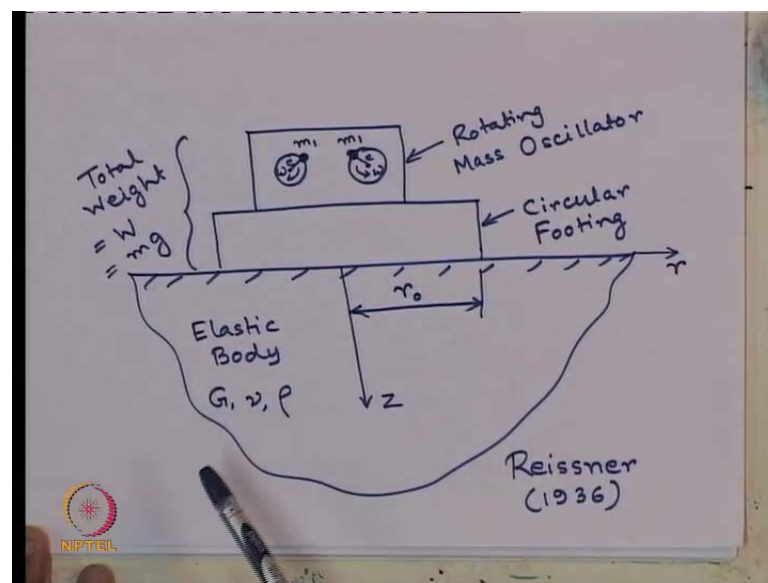 m₁ m₁
e e
ω ω
Rotating
Mass Oscillator
Total
Weight
= W
= mg
Circular
Footing
r
r₀
Elastic
Body
G, ν, ρ
Z
Reissner
(1936)
NPTEL